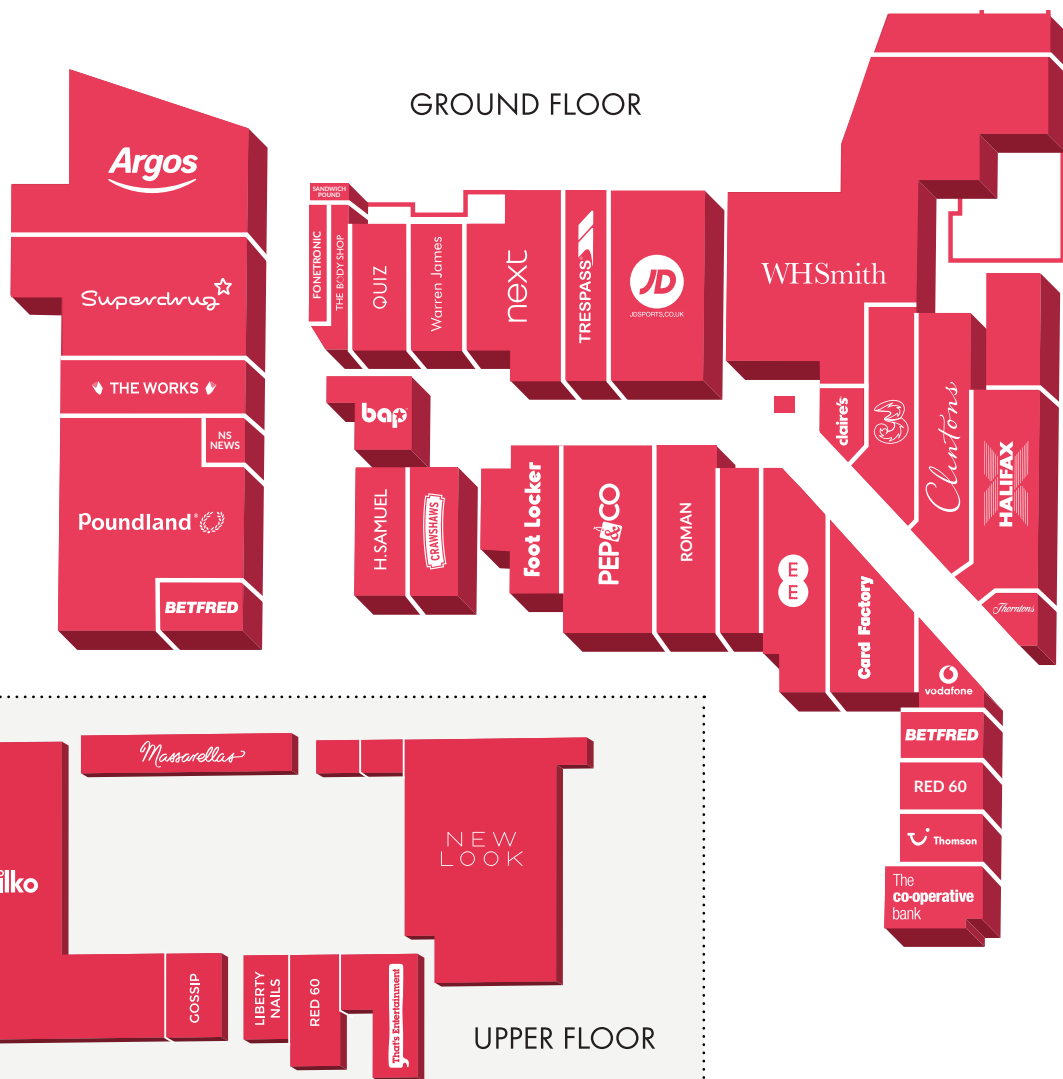 GROUND FLOOR
Argos
Superdrug
THE WORKS
NS
NEWS
Poundland
BETFRED
SANDWICH
POUND
FONETRONIC
THE BODY SHOP
QUIZ
Warren James
next
TRESPASS
JD
JDSPORTS.CO.UK
WHSmith
claire's
3
Clintons
HALIFAX
Thorntons
bap
H.SAMUEL
CRAWSHAWS
Foot Locker
PEP&CO
ROMAN
EE
Card Factory
vodafone
BETFRED
RED 60
Thomson
The
co-operative
bank
Massarellas
NEW
LOOK
ilko
GOSSIP
LIBERTY
NAILS
RED 60
That's Entertainment
UPPER FLOOR